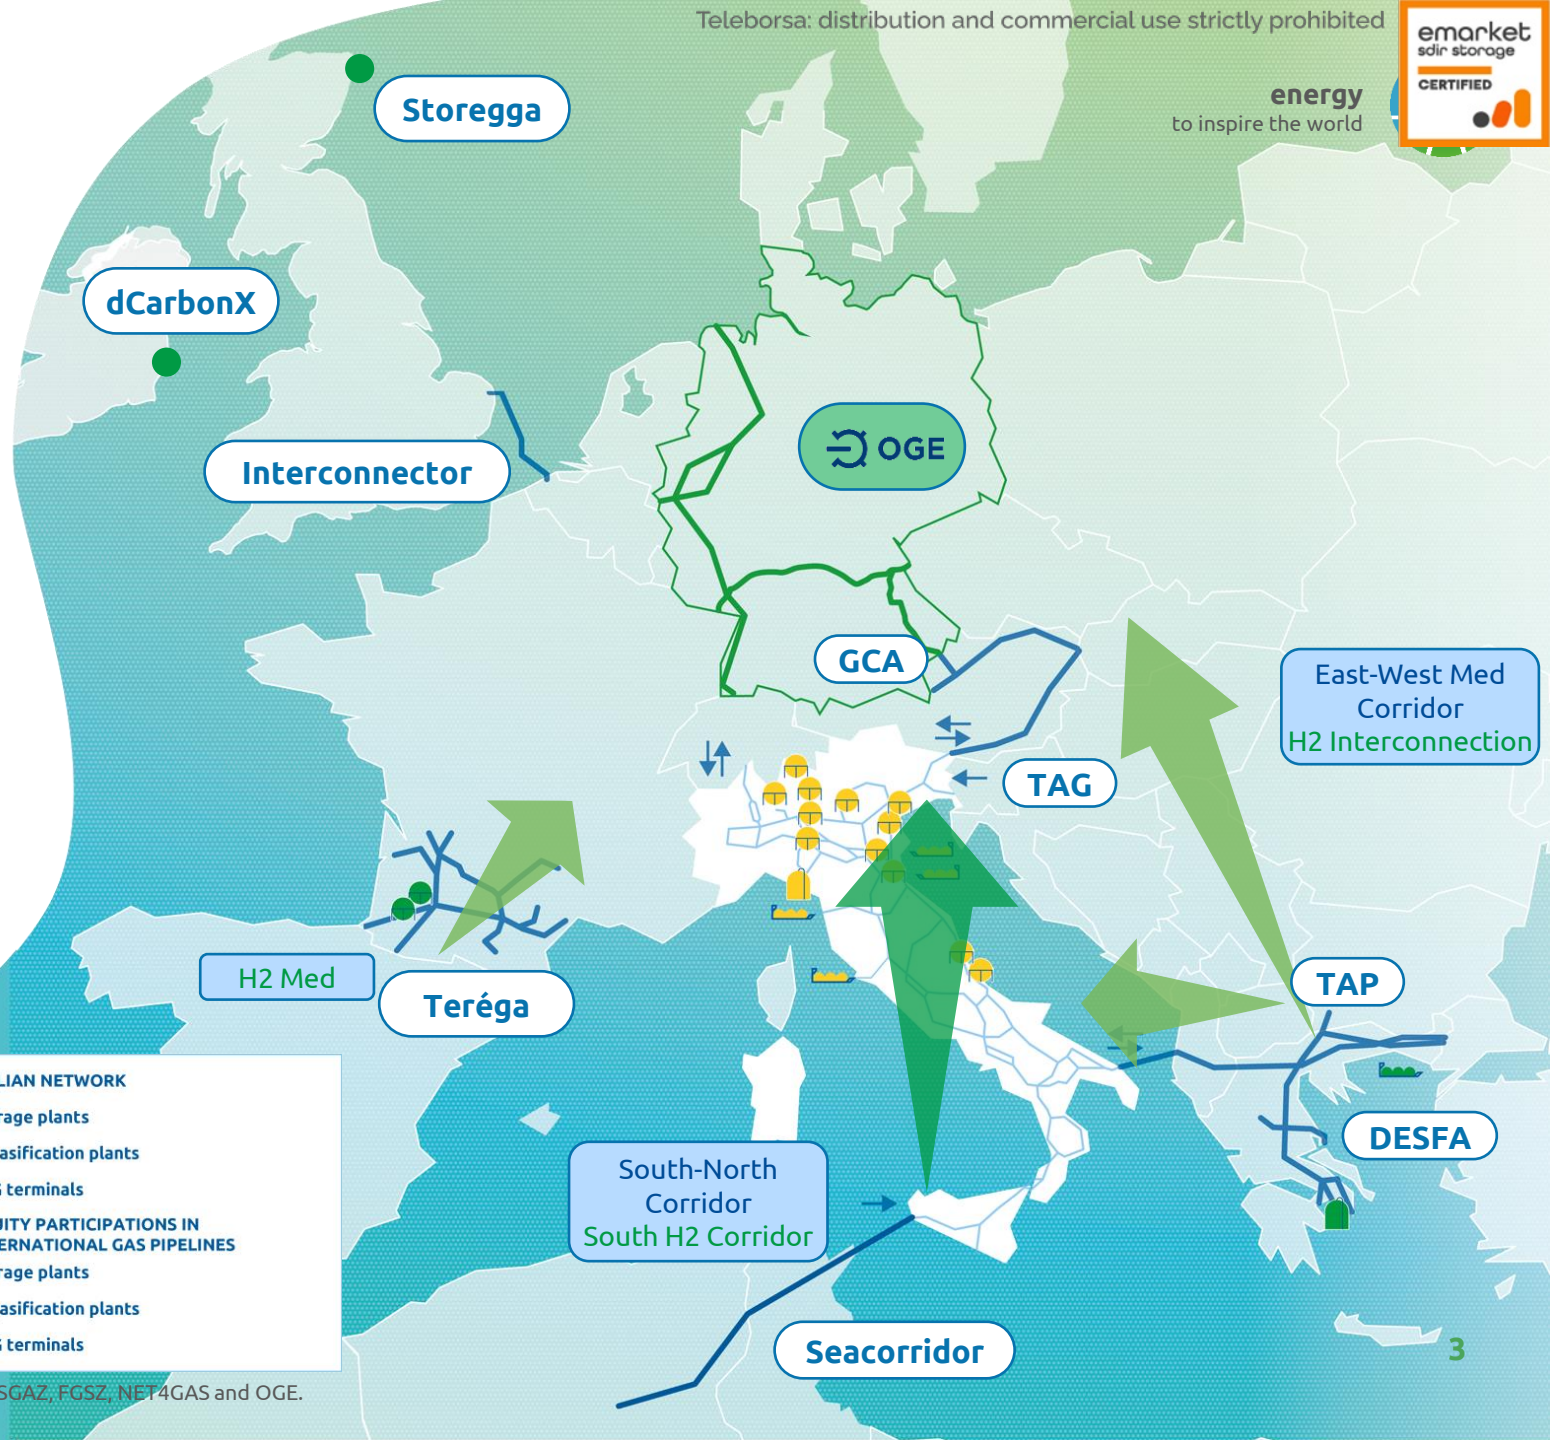 Teleborsa: distribution and commercial use strictly prohibited
emarket
sdir storage
CERTIFIED
energy
to inspire the world
Storegga
dCarbonX
Interconnector
OGE
GCA
East-West Med
Corridor
H2 Interconnection
TAG
H2 Med
Teréga
TAP
DESFA
South-North
Corridor
South H2 Corridor
Seacorridor
LIAN NETWORK
rage plants
asification plants
terminals
UITY PARTICIPATIONS IN
ERNATIONAL GAS PIPELINES
rage plants
asification plants
terminals
SGAZ, FGSZ, NET4GAS and OGE.
3